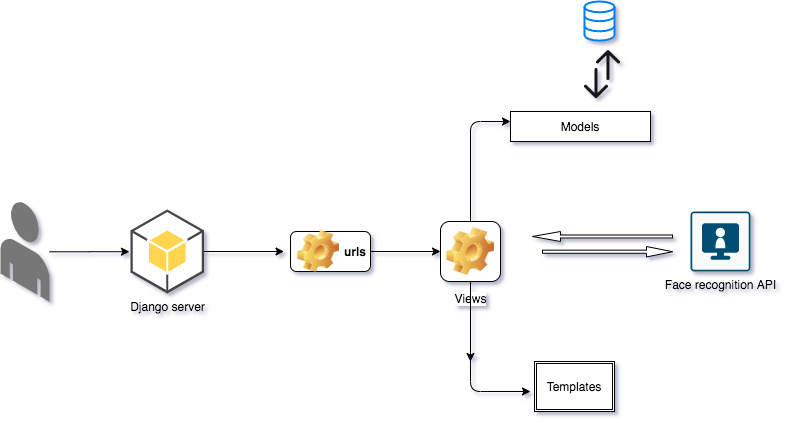 Models
urls
Django server
Views
Face recognition API
Templates